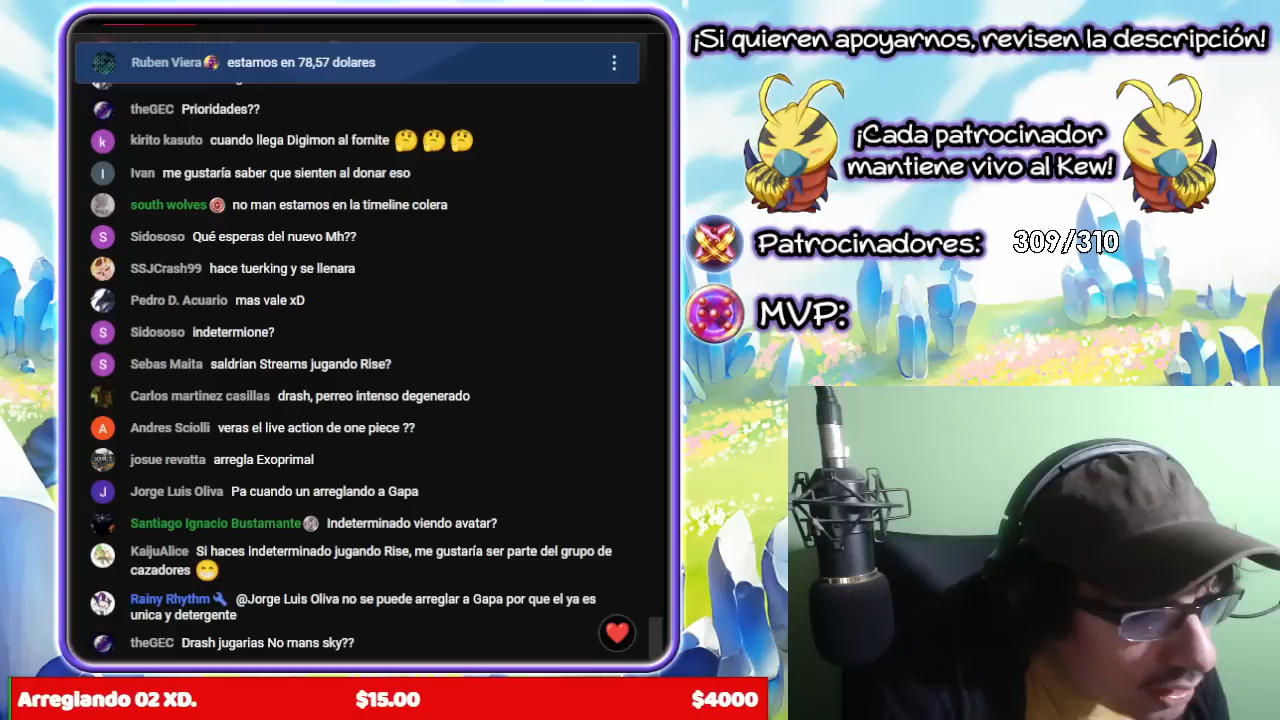 Ruben Viera estamos en 78,57 dolares
theGEC Prioridades??
kirito kasuto cuando llega Digimon al fornite 🤔 🤔 🤔
Ivan me gustaría saber que sienten al donar eso
south wolves no man estamos en la timeline colera
Sidososo Qué esperas del nuevo Mh??
SSJCrash99 hace tuerking y se llenara
Pedro D. Acuario mas vale xD
Sidososo indetermione?
Sebas Maita saldrian Streams jugando Rise?
Carlos martinez casillas drash, perreo intenso degenerado
Andres Sciolli veras el live action de one piece ??
josue revatta arregla Exoprimal
Jorge Luis Oliva Pa cuando un arreglando a Gapa
Santiago Ignacio Bustamante Indeterminado viendo avatar?
KaijuAlice Si haces indeterminado jugando Rise, me gustaría ser parte del grupo de
cazadores 😁
Rainy Rhythm @Jorge Luis Oliva no se puede arreglar a Gapa por que el ya es
unica y detergente
theGEC Drash jugarias No mans sky??
¡Si quieren apoyarnos, revisen la descripción!
¡Cada patrocinador
mantiene vivo al Kew!
Patrocinadores: 309/310
MVP:
Arreglando 02 XD. $15.00 $4000